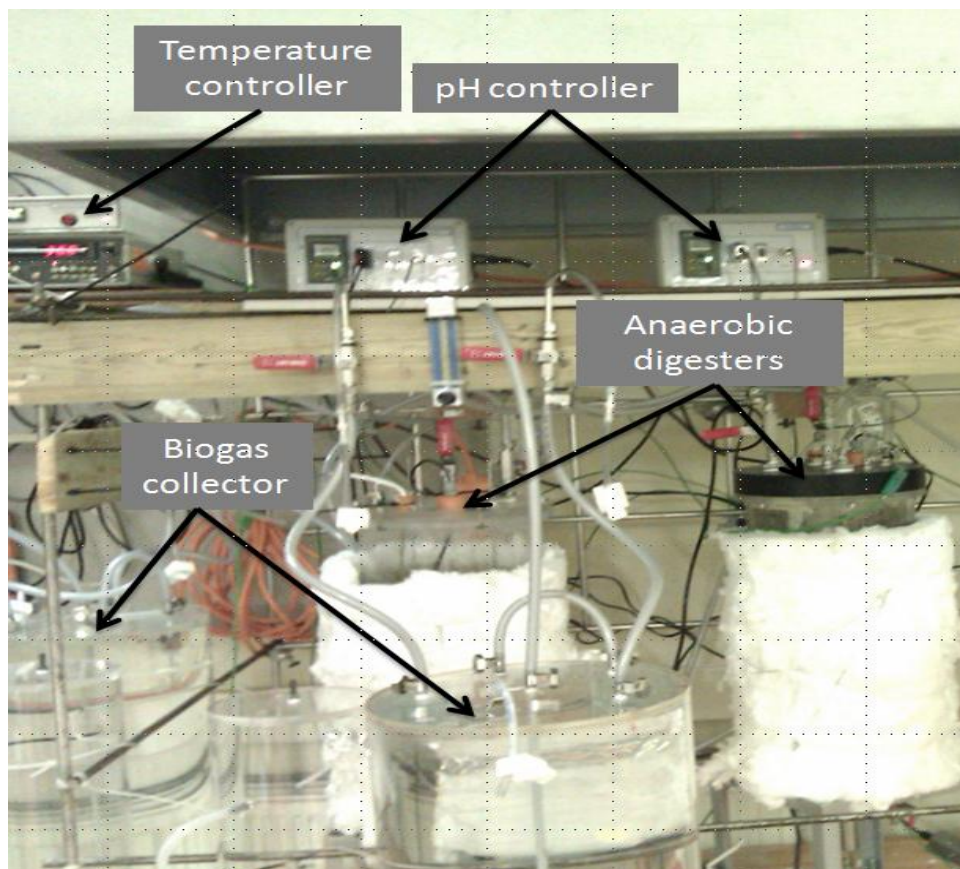 Temperature
controller
pH controller
Anaerobic
digesters
Biogas
collector